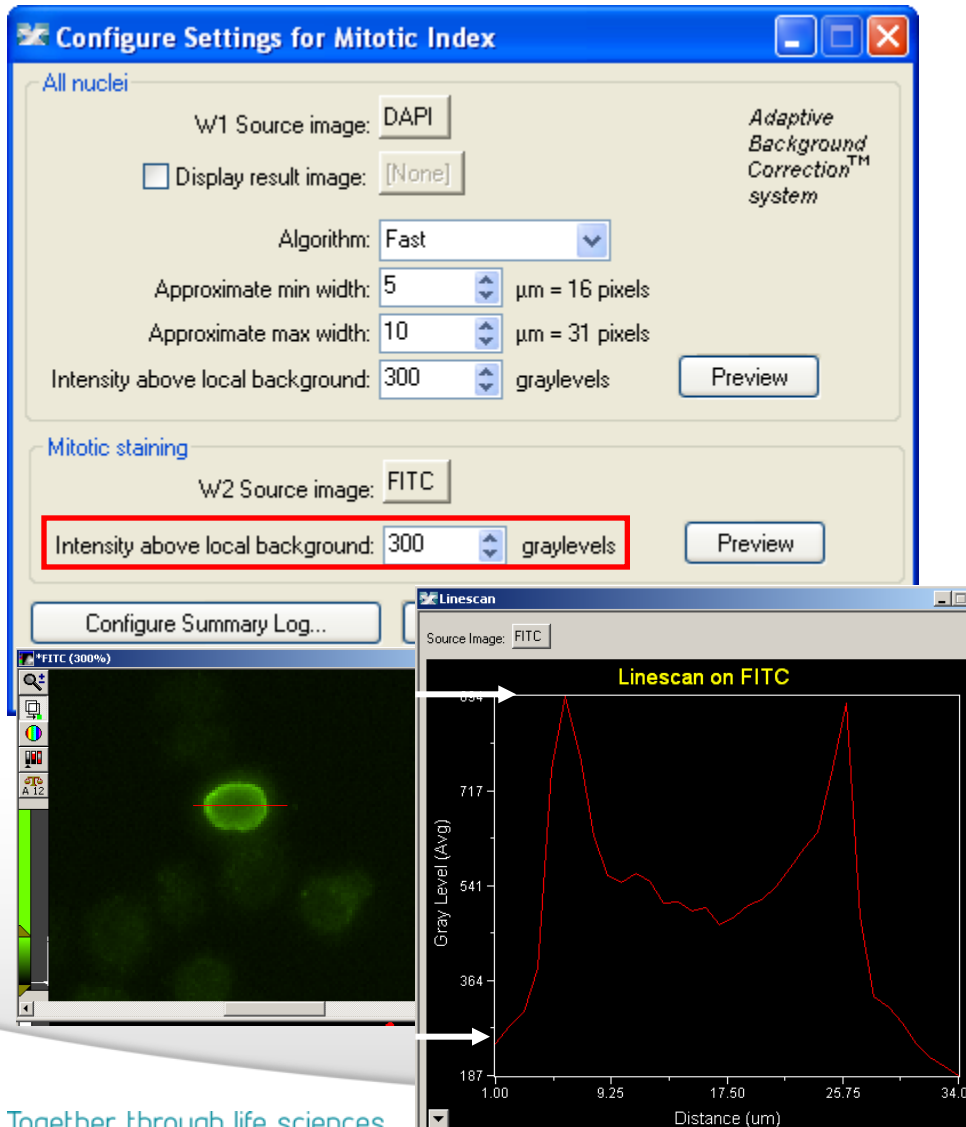 Configure Settings for Mitotic Index
All nuclei
W1 Source image: DAPI
Adaptive
Background
Correction™
system
Display result image: [None]
Algorithm: Fast
Approximate min width: 5 µm = 16 pixels
Approximate max width: 10 µm = 31 pixels
Intensity above local background: 300 graylevels Preview
Mitotic staining
W2 Source image: FITC
Intensity above local background: 300 graylevels Preview
Configure Summary Log...
*FITC (300%)
A 12
Linescan
Source Image: FITC
Linescan on FITC
894
717
541
364
187
Gray Level (Avg)
1.00 9.25 17.50 25.75 34.0
Distance (um)
Together through life sciences